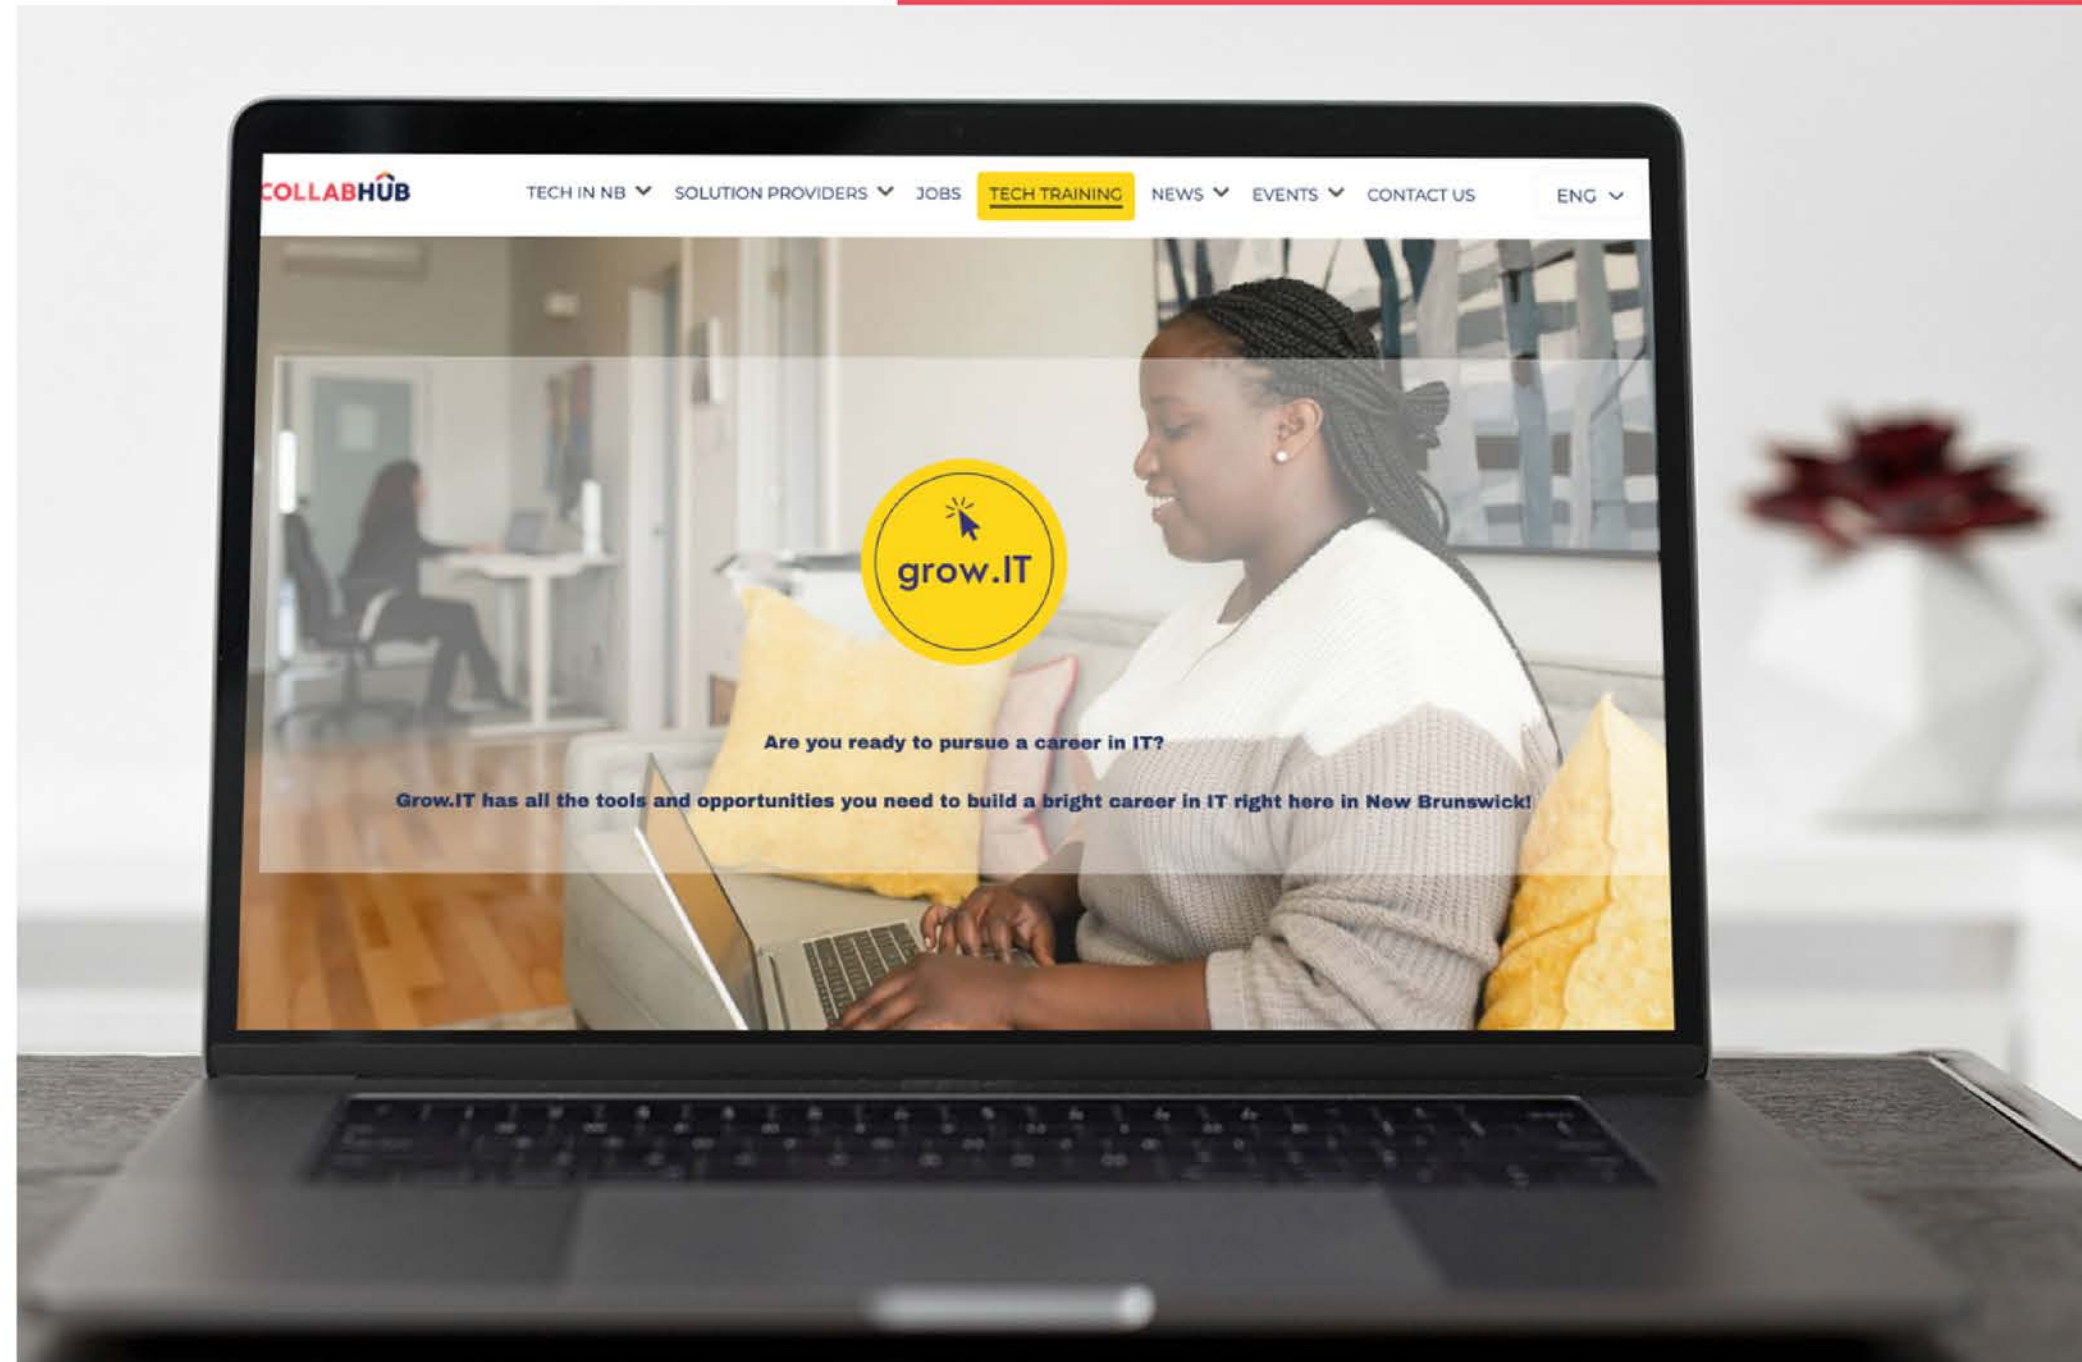 COLLABHUB TECH IN NB SOLUTION PROVIDERS JOBS TECH TRAINING NEWS EVENTS CONTACT US ENG
grow.IT
Are you ready to pursue a career in IT?
Grow.IT has all the tools and opportunities you need to build a bright career in IT right here in New Brunswick!